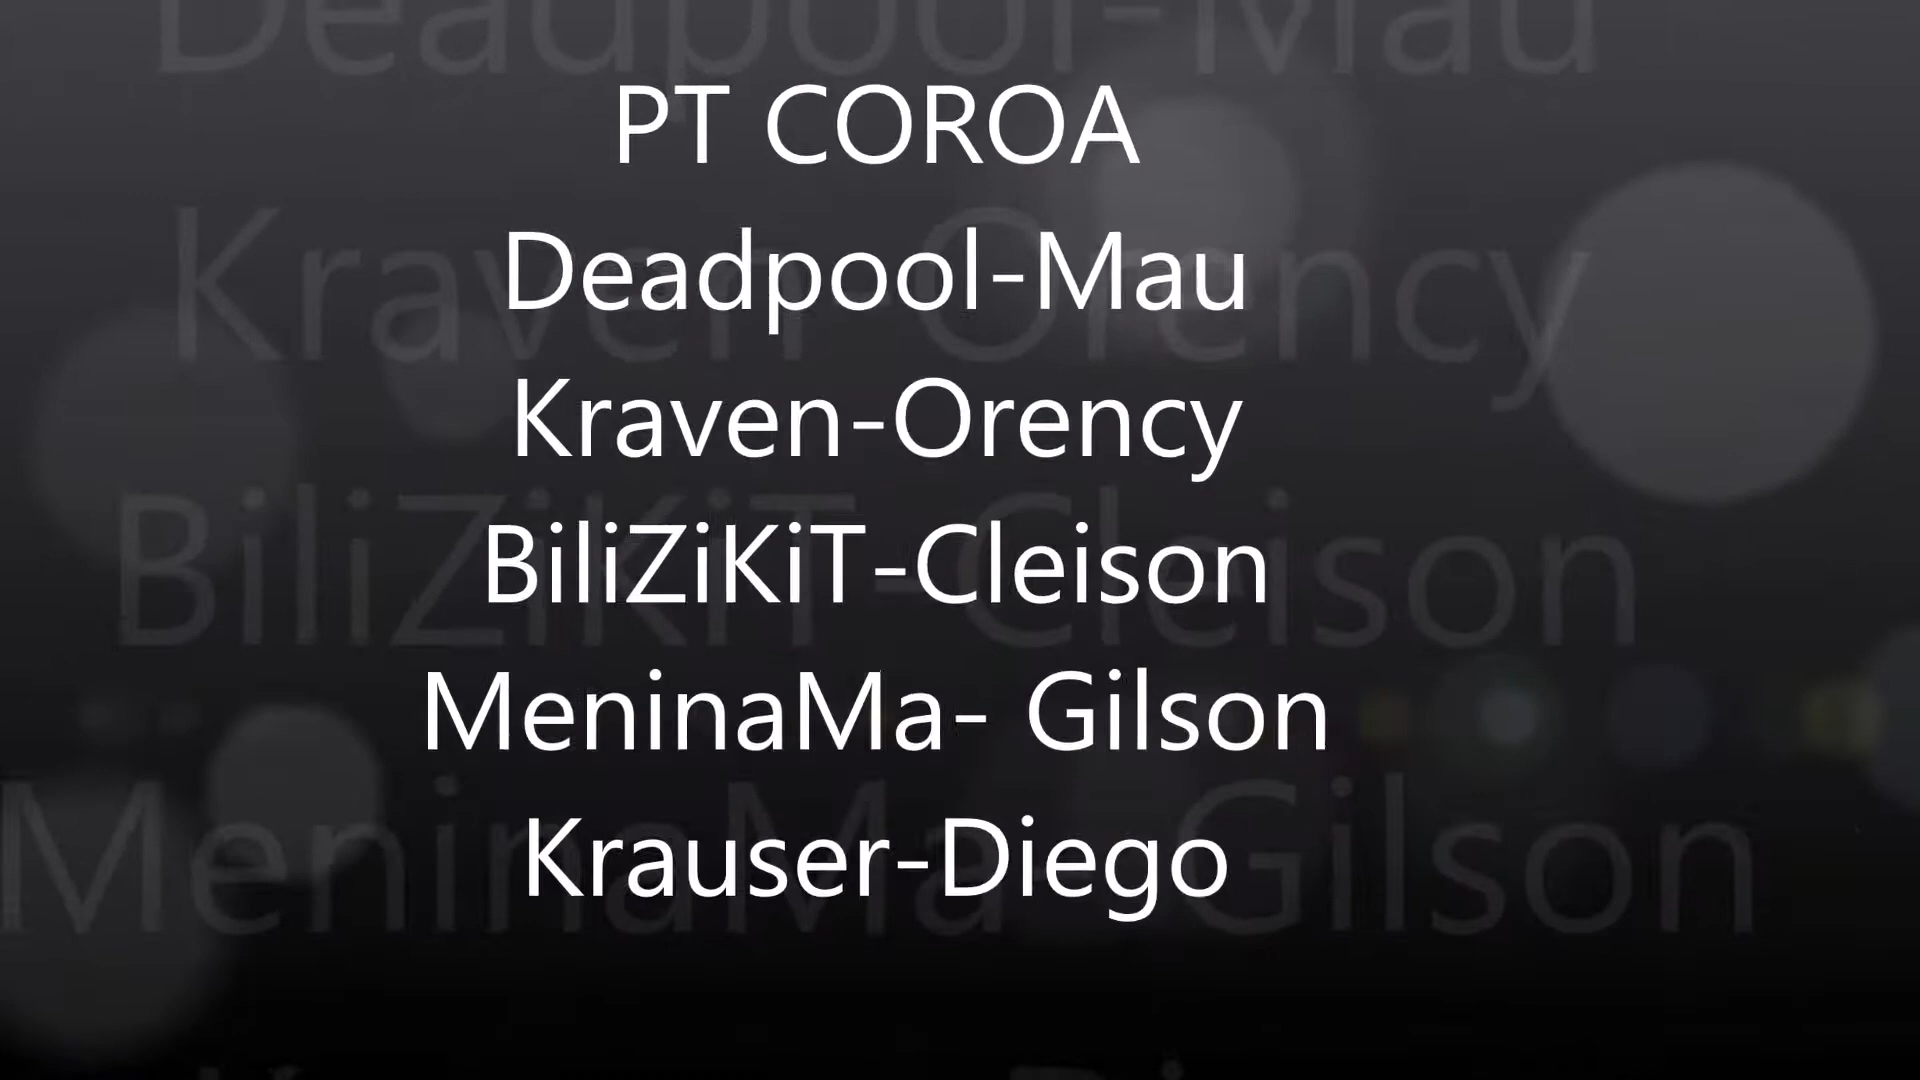 PT COROA
Deadpool-Mau
Kraven-Orency
BiliZiKiT-Cleison
MeninaMa- Gilson
Krauser-Diego